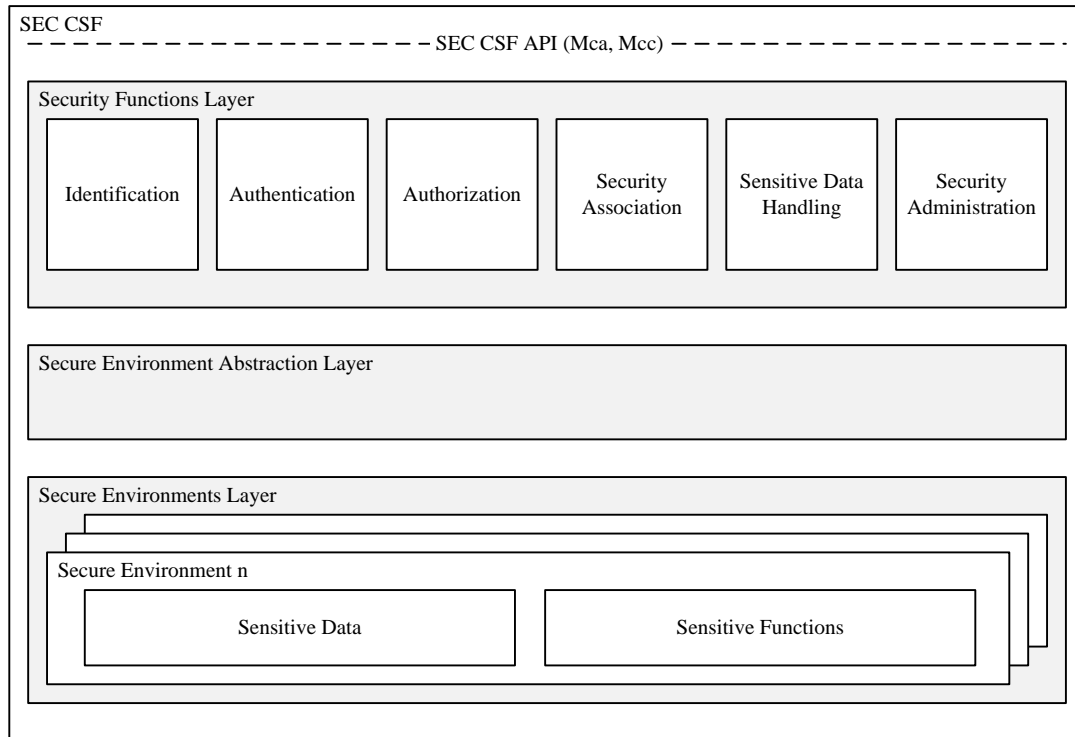 SEC CSF
SEC CSF API (Mca, Mcc)
Security Functions Layer
Identification
Authentication
Authorization
Security
Association
Sensitive Data
Handling
Security
Administration
Secure Environment Abstraction Layer
Secure Environments Layer
Secure Environment n
Sensitive Data
Sensitive Functions